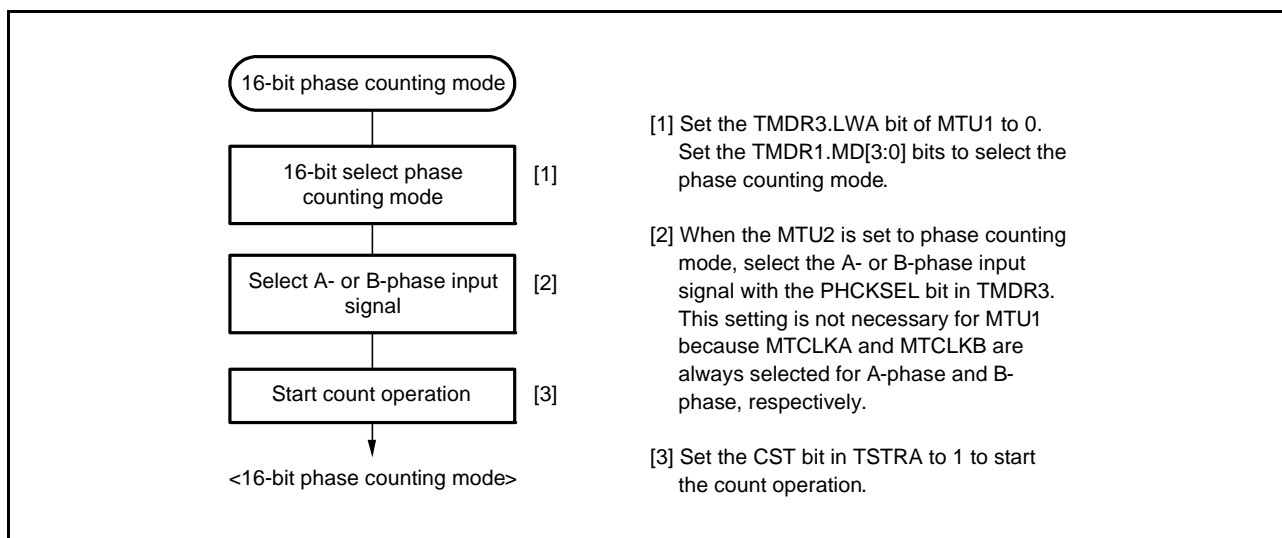 16-bit phase counting mode
16-bit select phase
counting mode
[1]
Select A- or B-phase input
signal
[2]
Start count operation
[3]
<16-bit phase counting mode>
[1] Set the TMDR3.LWA bit of MTU1 to 0.
Set the TMDR1.MD[3:0] bits to select the
phase counting mode.
[2] When the MTU2 is set to phase counting
mode, select the A- or B-phase input
signal with the PHCKSEL bit in TMDR3.
This setting is not necessary for MTU1
because MTCLKA and MTCLKB are
always selected for A-phase and B-
phase, respectively.
[3] Set the CST bit in TSTRA to 1 to start
the count operation.